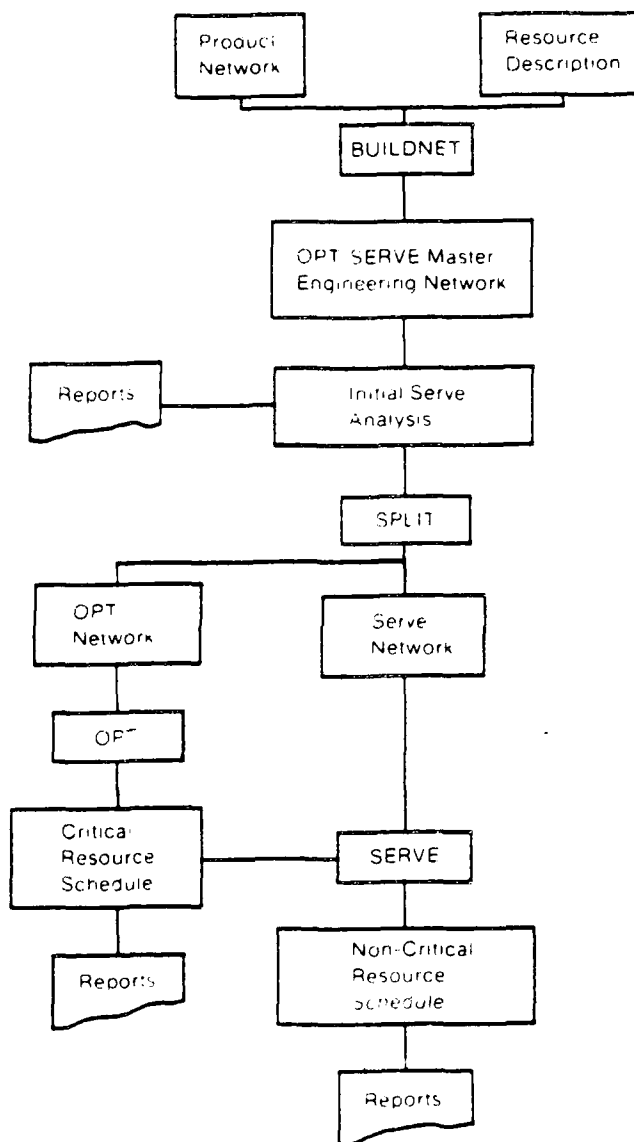 Product
Network
Resource
Description
BUILDNET
OPT SERVE Master
Engineering Network
Reports
Initial Serve
Analysis
SPLIT
OPT
Network
Serve
Network
OPT
Critical
Resource
Schedule
SERVE
Reports
Non-Critical
Resource
Schedule
Reports